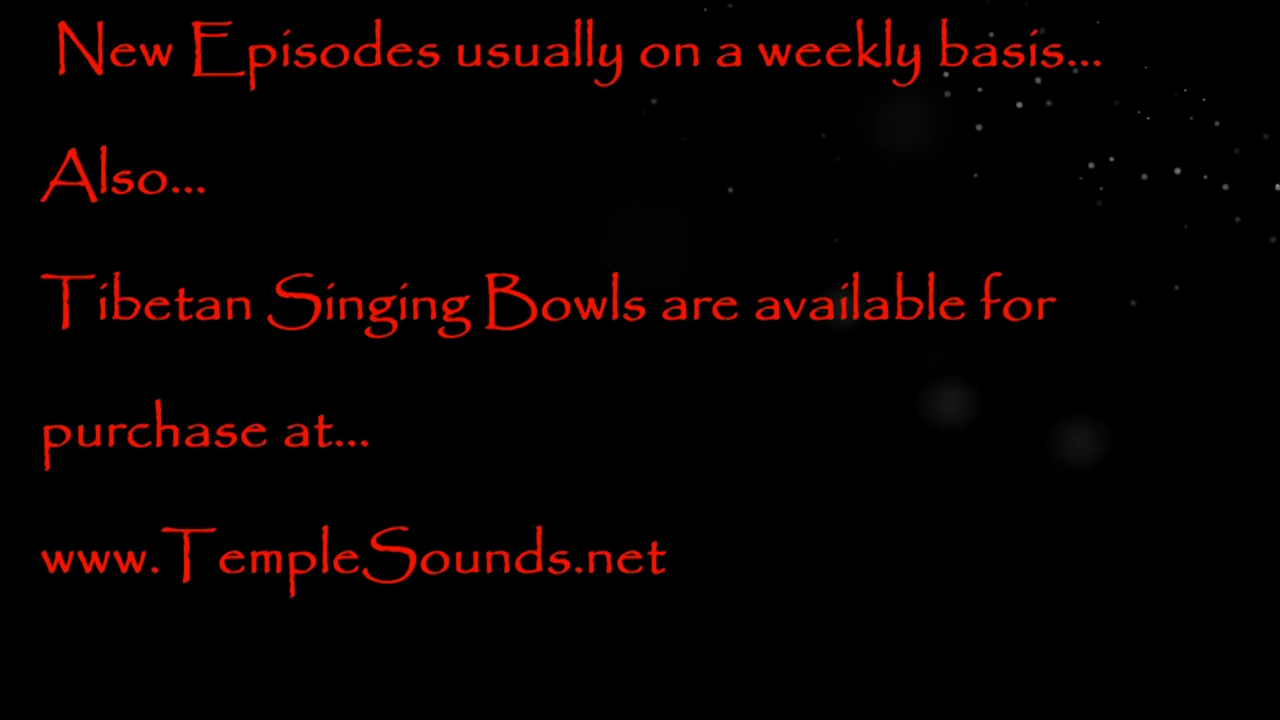 New Episodes usually on a weekly basis...
Also...
Tibetan Singing Bowls are available for
purchase at...
www.TempleSounds.net